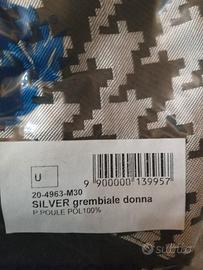 U
9 900000 139957
20-4963-M30
SILVER grembiale donna
P.POULE POL100%
subito